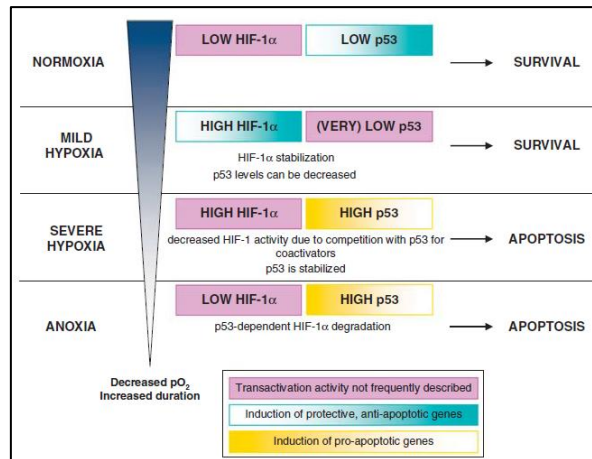 LOW HIF-1α LOW p53
NORMOXIA → SURVIVAL
HIGH HIF-1α (VERY) LOW p53
MILD
HYPOXIA → SURVIVAL
HIF-1α stabilization
p53 levels can be decreased
HIGH HIF-1α HIGH p53
SEVERE
HYPOXIA → APOPTOSIS
decreased HIF-1 activity due to competition with p53 for
coactivators
p53 is stabilized
LOW HIF-1α HIGH p53
ANOXIA → APOPTOSIS
p53-dependent HIF-1α degradation
Decreased pO₂
Increased duration
Transactivation activity not frequently described
Induction of protective, anti-apoptotic genes
Induction of pro-apoptotic genes